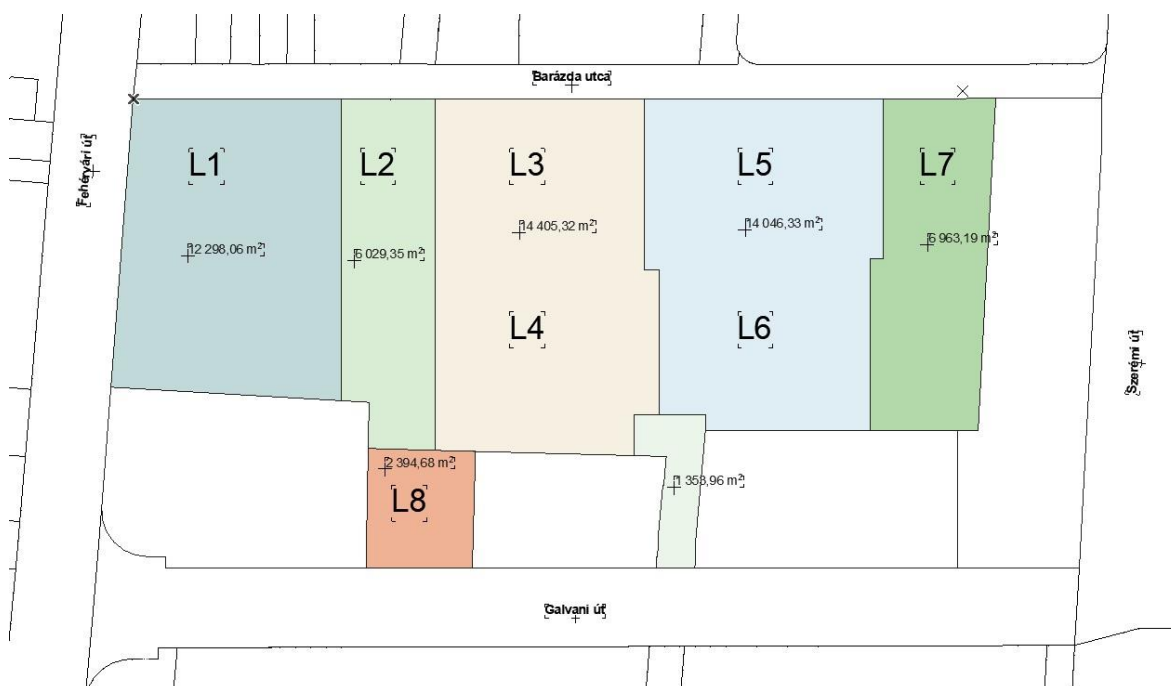 Barázda utca
Fehérvári út
L1
L2
L3
L5
L7
12 298,06 m²
6 029,35 m²
14 405,32 m²
14 046,33 m²
6 963,19 m²
L4
L6
Szerémi út
2 394,68 m²
L8
1 353,96 m²
Galvani út